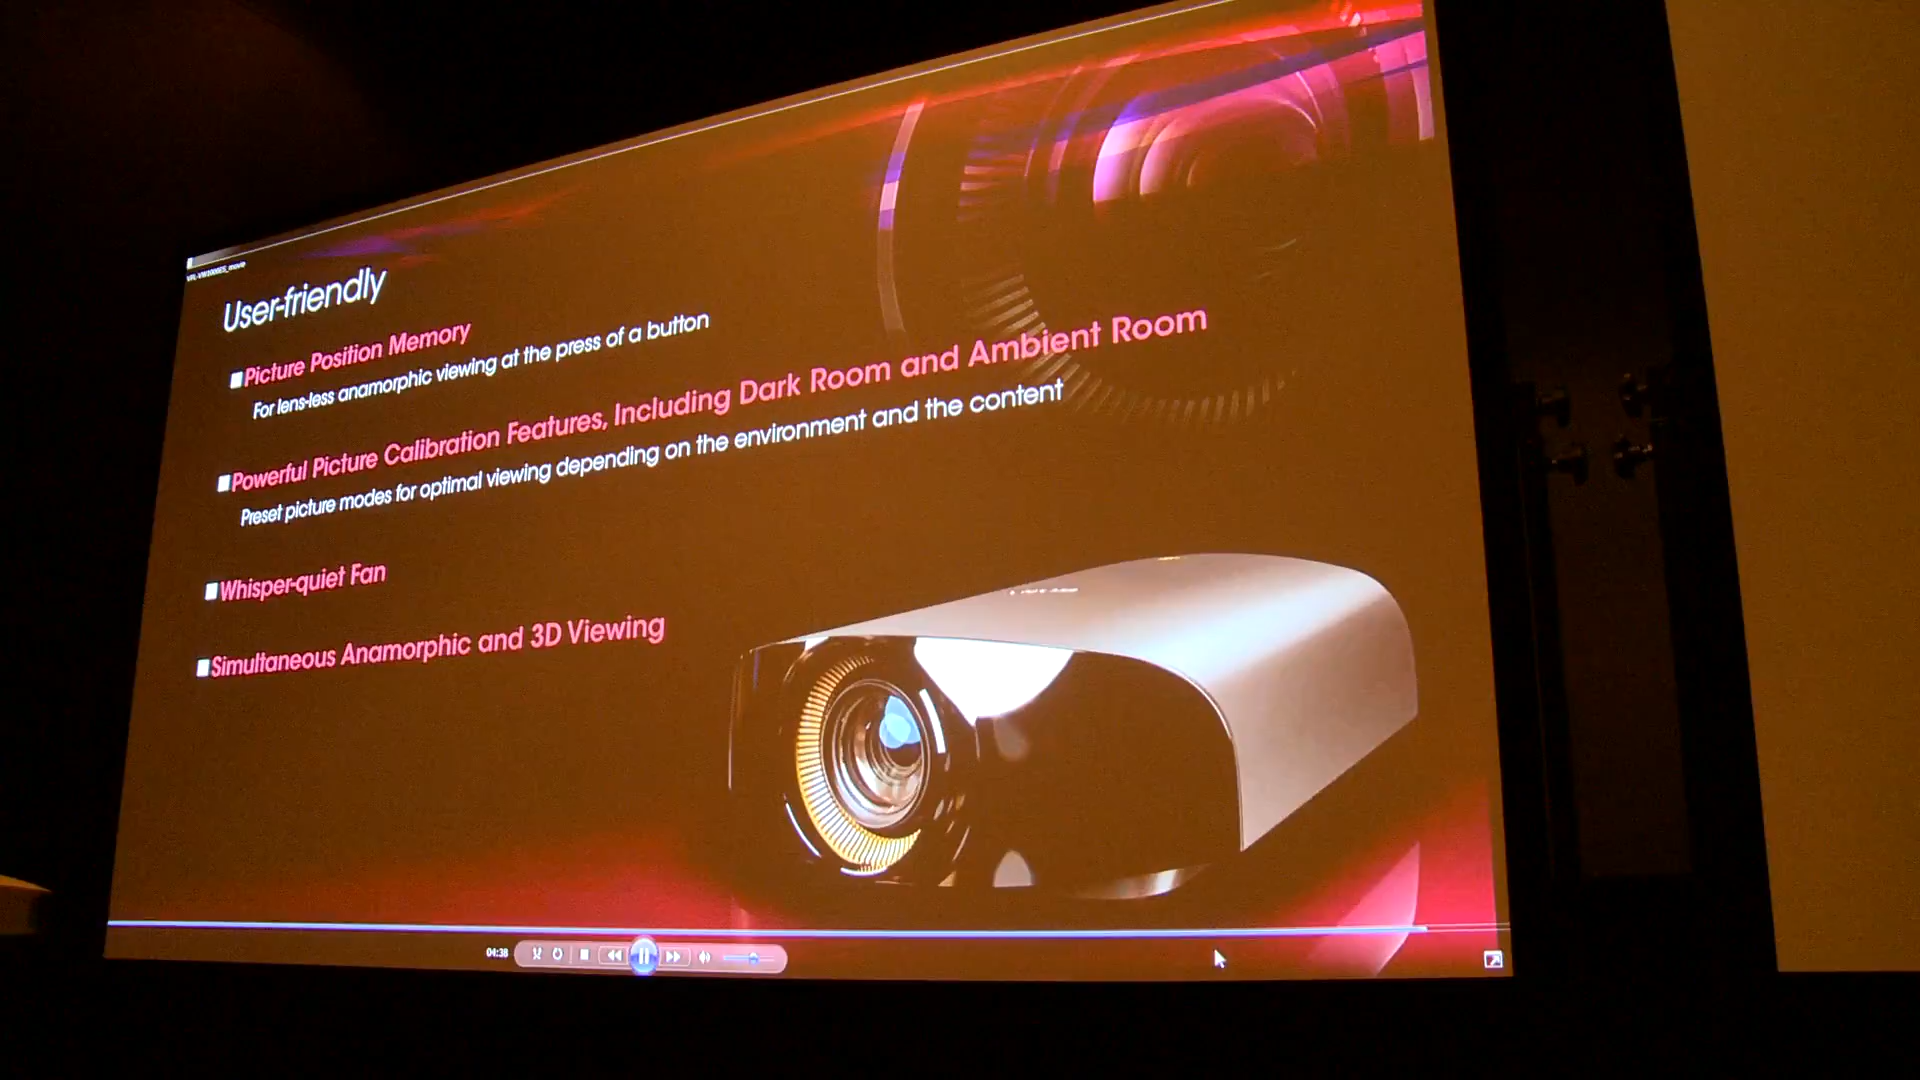 VPL-VW1000ES_movie
User-friendly
Picture Position Memory
For lens-less anamorphic viewing at the press of a button
Powerful Picture Calibration Features, Including Dark Room and Ambient Room
Preset picture modes for optimal viewing depending on the environment and the content
Whisper-quiet Fan
Simultaneous Anamorphic and 3D Viewing
04:38